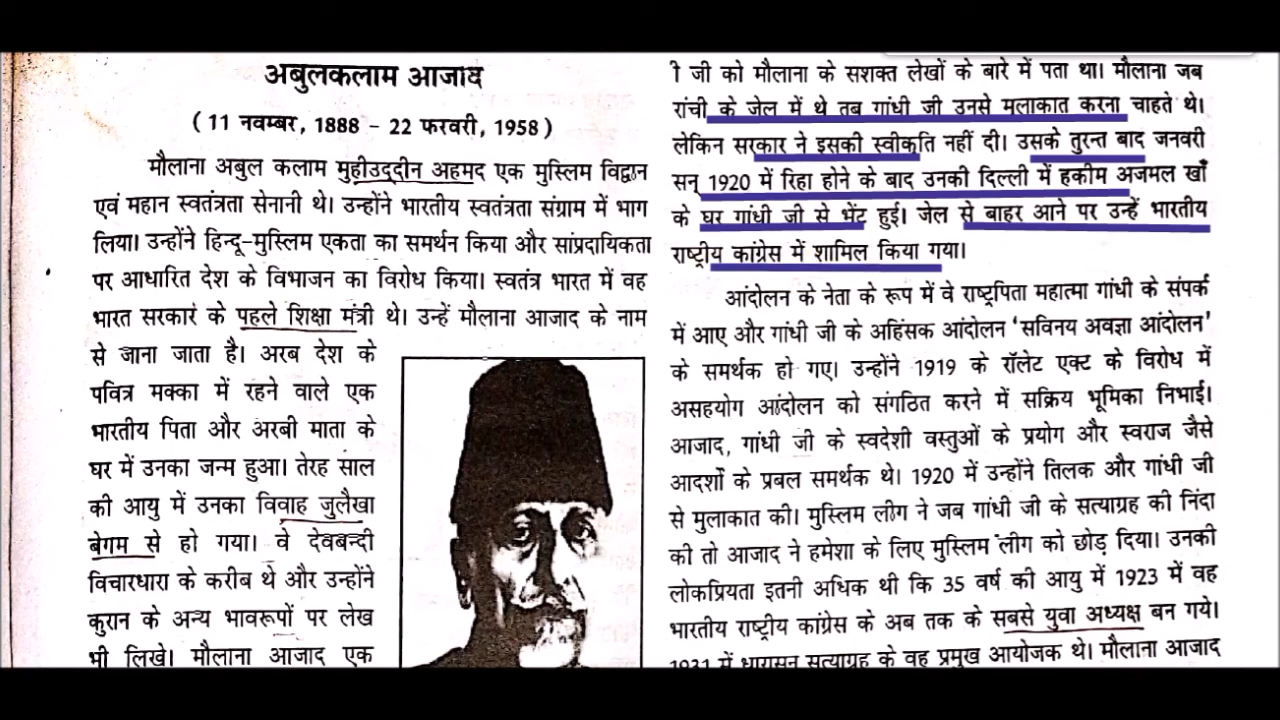 अबुलकलाम आजाद
( 11 नवम्बर, 1888 - 22 फरवरी, 1958 )
मौलाना अबुल कलाम मुहीउद्दीन अहमद एक मुस्लिम विद्वान
एवं महान स्वतंत्रता सेनानी थे। उन्होंने भारतीय स्वतंत्रता संग्राम में भाग
लिया। उन्होंने हिन्दू-मुस्लिम एकता का समर्थन किया और सांप्रदायिकता
पर आधारित देश के विभाजन का विरोध किया। स्वतंत्र भारत में वह
भारत सरकार के पहले शिक्षा मंत्री थे। उन्हें मौलाना आजाद के नाम
से जाना जाता है। अरब देश के
पवित्र मक्का में रहने वाले एक
भारतीय पिता और अरबी माता के
घर में उनका जन्म हुआ। तेरह साल
की आयु में उनका विवाह जुलैखा
बेगम से हो गया। वे देवबन्दी
विचारधारा के करीब थे और उन्होंने
कुरान के अन्य भावरूपों पर लेख
भी लिखे। मौलाना आजाद एक
जी को मौलाना के सशक्त लेखों के बारे में पता था। मौलाना जब
रांची के जेल में थे तब गांधी जी उनसे मुलाकात करना चाहते थे।
लेकिन सरकार ने इसकी स्वीकृति नहीं दी। उसके तुरन्त बाद जनवरी
सन् 1920 में रिहा होने के बाद उनकी दिल्ली में हकीम अजमल खाँ
के घर गांधी जी से भेंट हुई। जेल से बाहर आने पर उन्हें भारतीय
राष्ट्रीय कांग्रेस में शामिल किया गया।
आंदोलन के नेता के रूप में वे राष्ट्रपिता महात्मा गांधी के संपर्क
में आए और गांधी जी के अहिंसक आंदोलन 'सविनय अवज्ञा आंदोलन'
के समर्थक हो गए। उन्होंने 1919 के रॉलेट एक्ट के विरोध में
असहयोग आंदोलन को संगठित करने में सक्रिय भूमिका निभाई।
आजाद, गांधी जी के स्वदेशी वस्तुओं के प्रयोग और स्वराज जैसे
आदर्शों के प्रबल समर्थक थे। 1920 में उन्होंने तिलक और गांधी जी
से मुलाकात की। मुस्लिम लीग ने जब गांधी जी के सत्याग्रह की निंदा
की तो आजाद ने हमेशा के लिए मुस्लिम लीग को छोड़ दिया। उनकी
लोकप्रियता इतनी अधिक थी कि 35 वर्ष की आयु में 1923 में वह
भारतीय राष्ट्रीय कांग्रेस के अब तक के सबसे युवा अध्यक्ष बन गये।
1931 में धारासन सत्याग्रह के वह प्रमुख आयोजक थे। मौलाना आजाद